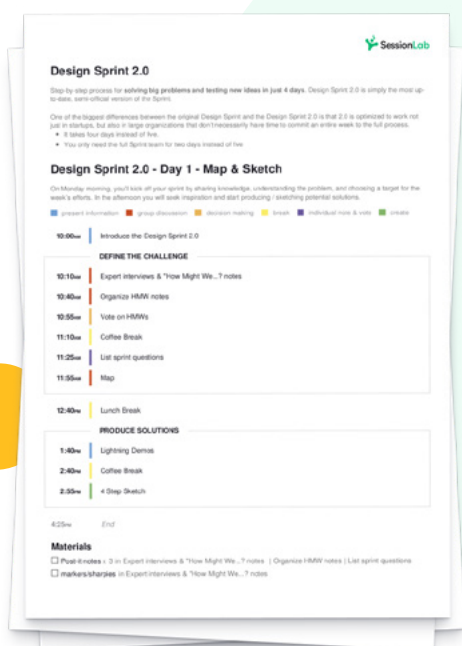 SessionLab
Design Sprint 2.0
Step-by-step process for solving big problems and testing new ideas in just 4 days. Design Sprint 2.0 is simply the most up-
to-date, semi-official version of the Sprint.
One of the biggest differences between the original Design Sprint and the Design Sprint 2.0 is that 2.0 is optimized to work not
just in startups, but also in large organizations that don't necessarily have time to commit an entire week to the full process.
• It takes four days instead of five.
• You only need the full Sprint team for two days instead of five
Design Sprint 2.0 - Day 1 - Map & Sketch
On Monday morning, you'll kick off your sprint by sharing knowledge, understanding the problem, and choosing a target for the
week's efforts. In the afternoon you will seek inspiration and start producing / sketching potential solutions.
present information group discussion decision making break individual note & vote create
10:00AM Introduce the Design Sprint 2.0
DEFINE THE CHALLENGE
10:10AM Expert interviews & "How Might We...? notes
10:40AM Organize HMW notes
10:55AM Vote on HMWs
11:10AM Coffee Break
11:25AM List sprint questions
11:55AM Map
12:40PM Lunch Break
PRODUCE SOLUTIONS
1:40PM Lightning Demos
2:40PM Coffee Break
2:55PM 4 Step Sketch
4:25PM End
Materials
Post-it notes x 3 in Expert interviews & "How Might We...? notes | Organize HMW notes | List sprint questions
markers/sharpies in Expert interviews & "How Might We...? notes